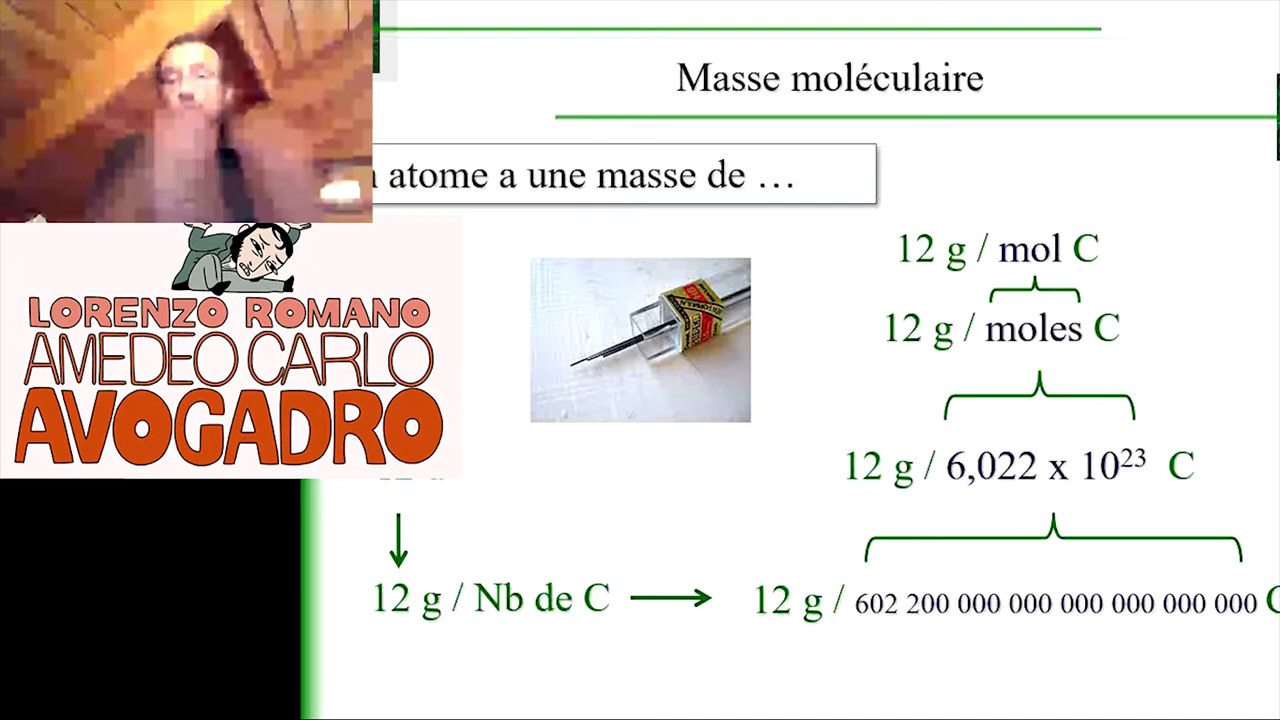 Masse moléculaire
atome a une masse de …
LORENZO ROMANO
AMEDEO CARLO
AVOGADRO
12 g / mol C
12 g / moles C
12 g / 6,022 x 10²³ C
12 g / Nb de C
12 g / 602 200 000 000 000 000 000 000 C